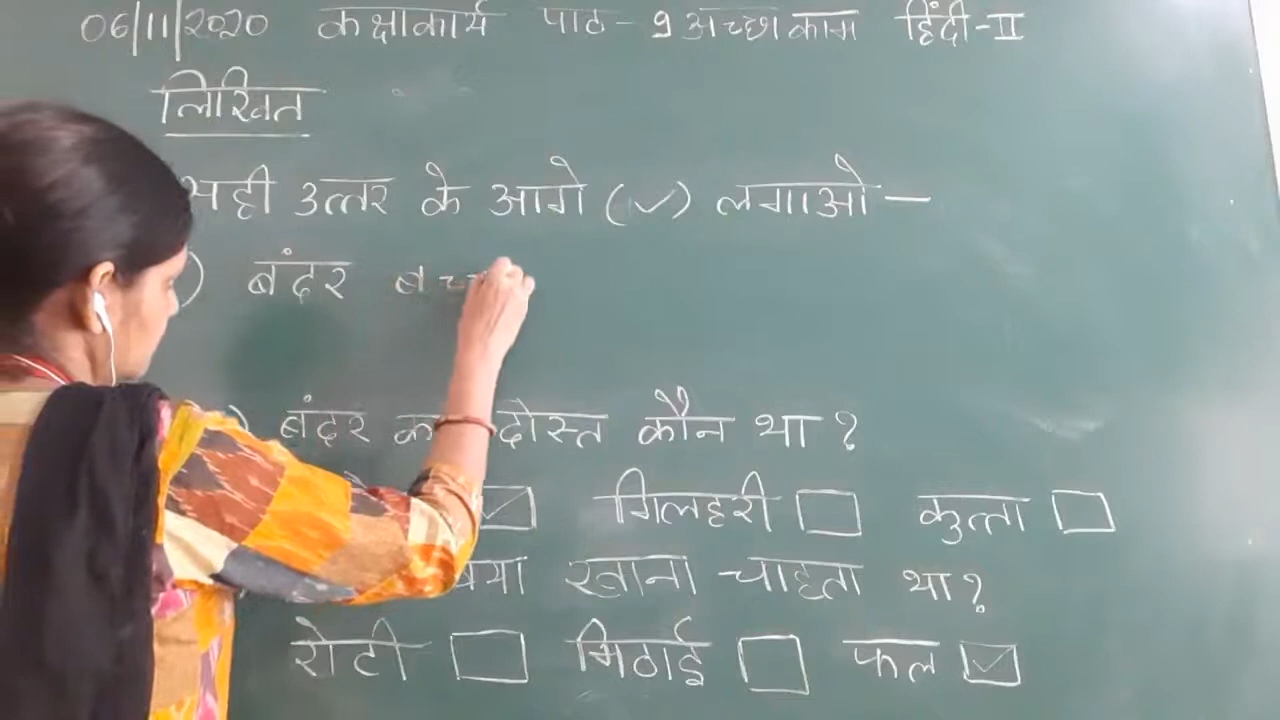 06/11/2020 कक्षाकार्य पाठ - 9 अच्छा काम हिंदी-II
लिखित
सही उत्तर के आगे (✓) लगाओ —
) बंदर
) बंदर का दोस्त कौन था ?
☑ गिलहरी ☐ कुत्ता ☐
क्या खाना चाहता था ?
रोटी ☐ मिठाई ☐ फल ☑